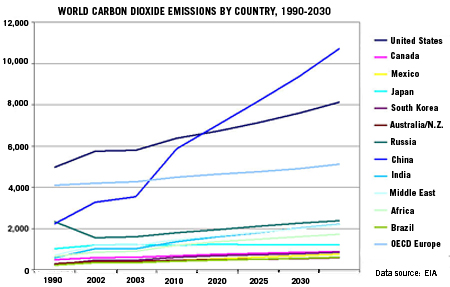 WORLD CARBON DIOXIDE EMISSIONS BY COUNTRY, 1990-2030
12,000
10,000
8,000
6,000
4,000
2,000
0
1990 2002 2003 2010 2020 2025 2030
United States
Canada
Mexico
Japan
South Korea
Australia/N.Z.
Russia
China
India
Middle East
Africa
Brazil
OECD Europe
Data source: EIA